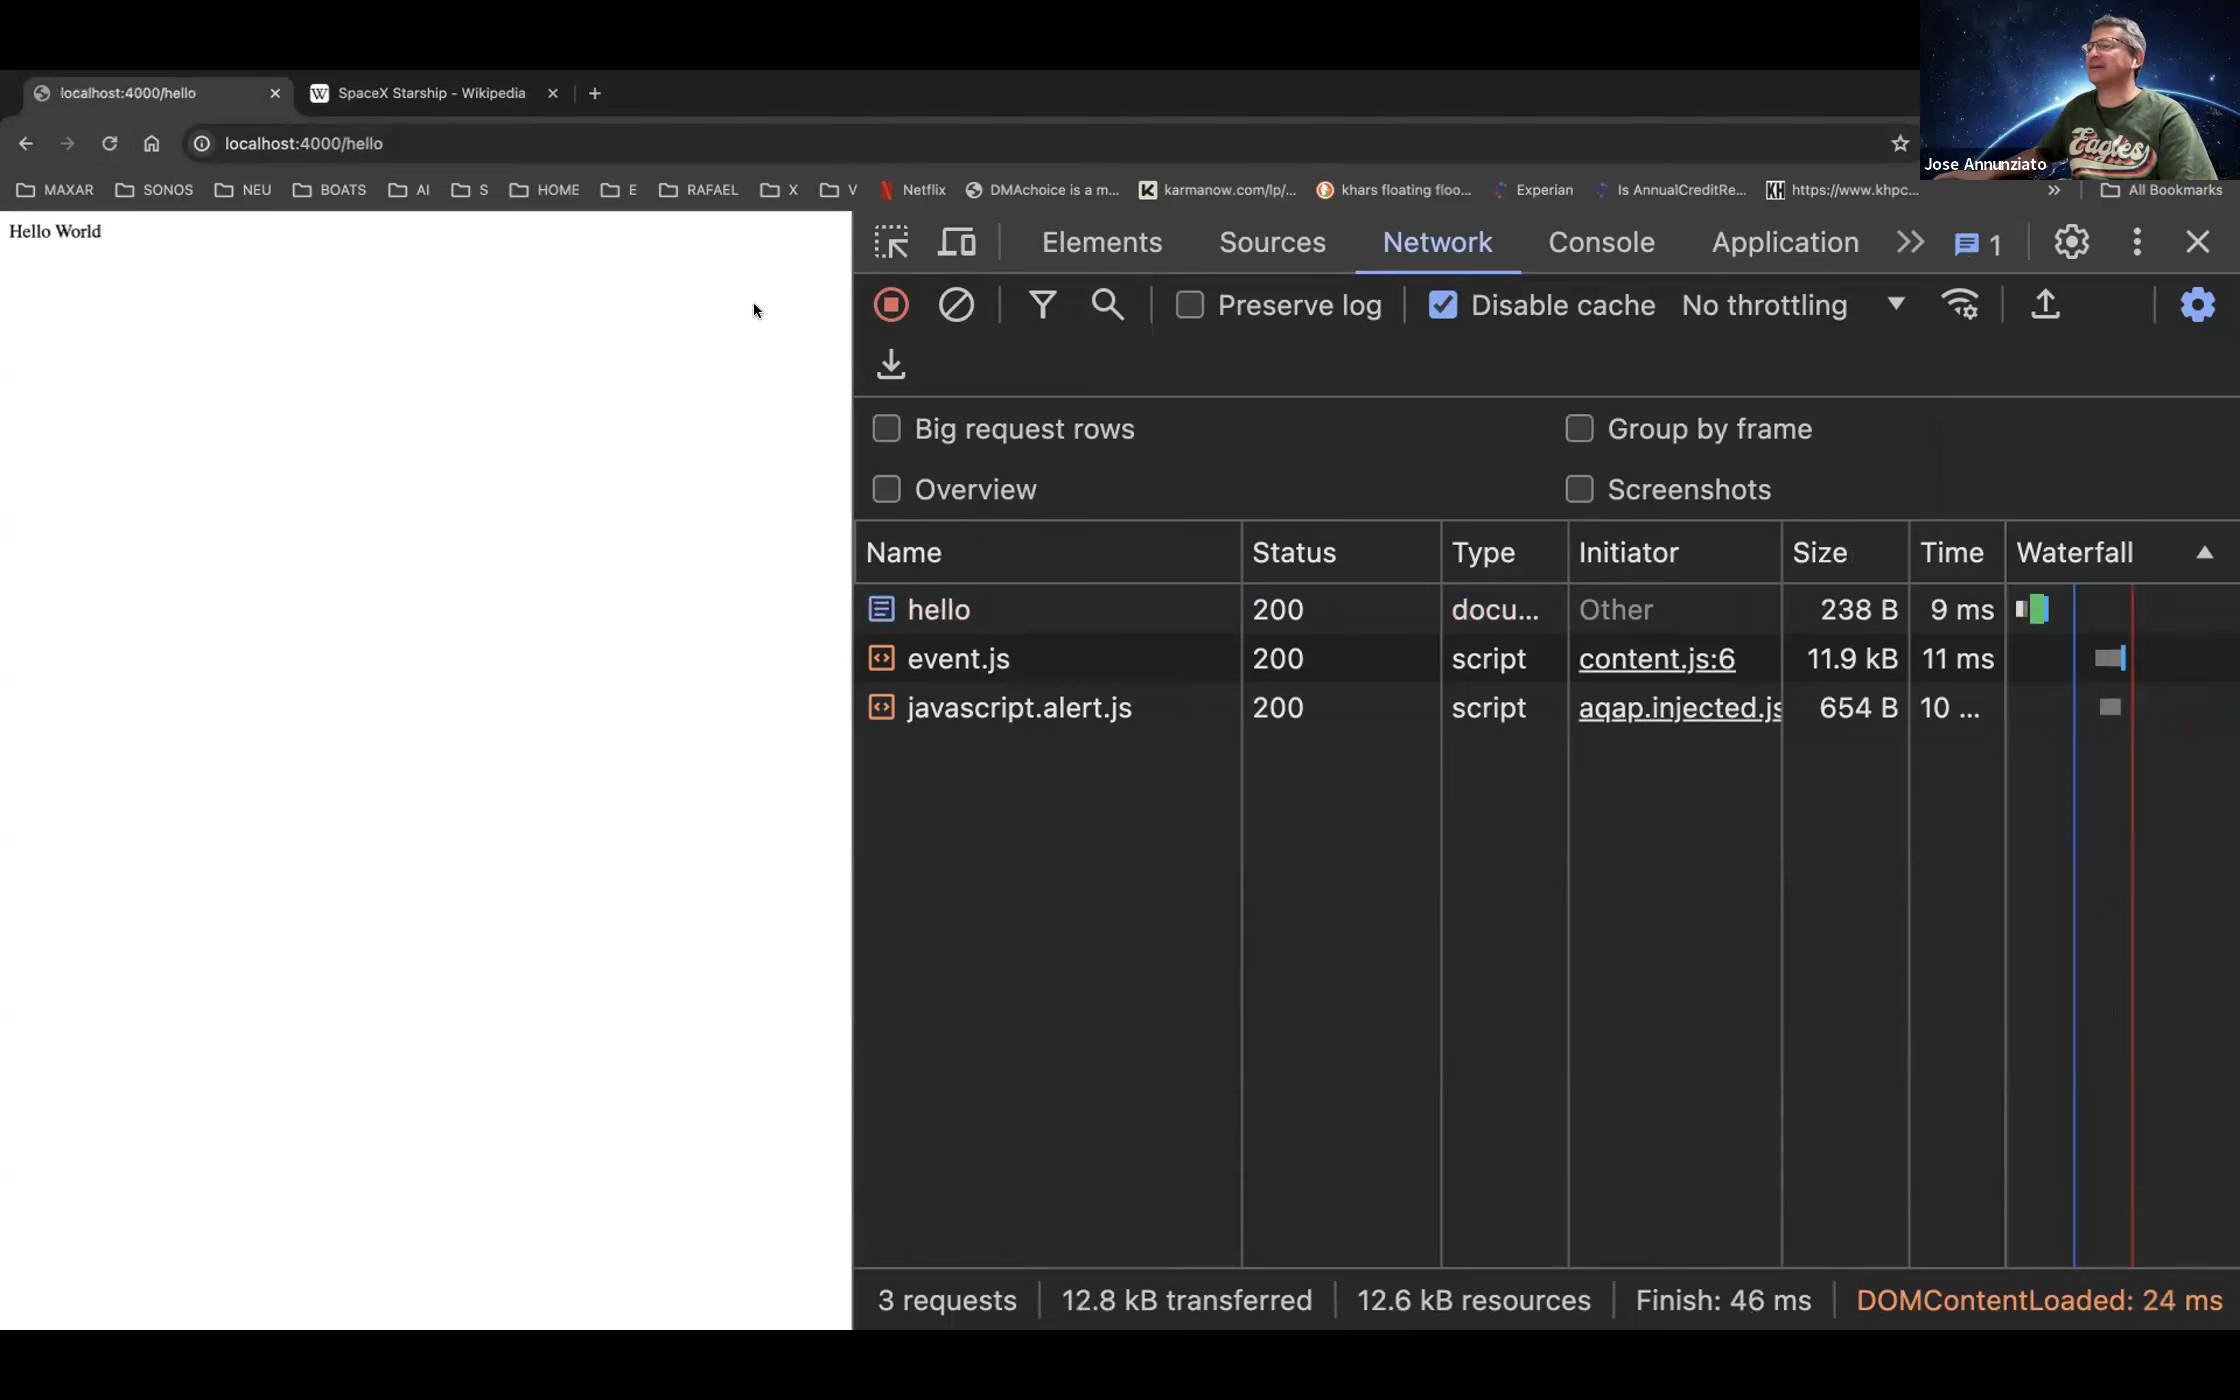 localhost:4000/hello
SpaceX Starship - Wikipedia
localhost:4000/hello
Eagles
Jose Annunziato
MAXAR SONOS NEU BOATS AI S HOME E RAFAEL X V Netflix DMAchoice is a m... karmanow.com/lp/... khars floating floo... Experian Is AnnualCreditRe... KH https://www.khpc... » All Bookmarks
Hello World
Elements Sources Network Console Application 1
Preserve log Disable cache No throttling
Big request rows Group by frame
Overview Screenshots
Name Status Type Initiator Size Time Waterfall
hello 200 docu... Other 238 B 9 ms
event.js 200 script content.js:6 11.9 kB 11 ms
javascript.alert.js 200 script aqap.injected.js 654 B 10 ...
3 requests 12.8 kB transferred 12.6 kB resources Finish: 46 ms DOMContentLoaded: 24 ms